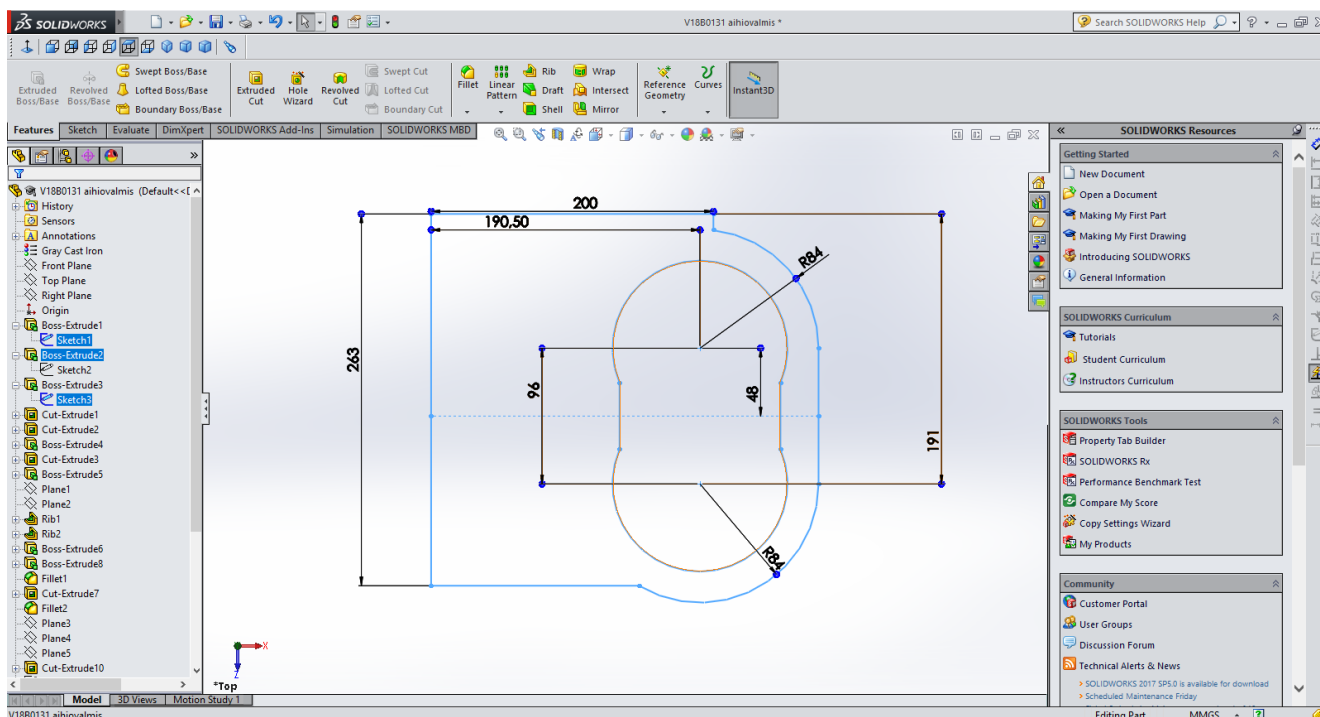 SOLIDWORKS
V18B0131 aihiovalmis *
Search SOLIDWORKS Help
Extruded Boss/Base
Revolved Boss/Base
Swept Boss/Base
Lofted Boss/Base
Boundary Boss/Base
Extruded Cut
Hole Wizard
Revolved Cut
Swept Cut
Lofted Cut
Boundary Cut
Fillet
Linear Pattern
Rib
Draft
Shell
Wrap
Intersect
Mirror
Reference Geometry
Curves
Instant3D
Features
Sketch
Evaluate
DimXpert
SOLIDWORKS Add-Ins
Simulation
SOLIDWORKS MBD
V18B0131 aihiovalmis (Default<<
History
Sensors
Annotations
Gray Cast Iron
Front Plane
Top Plane
Right Plane
Origin
Boss-Extrude1
Sketch1
Boss-Extrude2
Sketch2
Boss-Extrude3
Sketch3
Cut-Extrude1
Cut-Extrude2
Boss-Extrude4
Cut-Extrude3
Boss-Extrude5
Plane1
Plane2
Rib1
Rib2
Boss-Extrude6
Boss-Extrude8
Fillet1
Cut-Extrude7
Fillet2
Plane3
Plane4
Plane5
Cut-Extrude10
200
190,50
R84
263
96
48
191
R84
X
Z
*Top
SOLIDWORKS Resources
Getting Started
New Document
Open a Document
Making My First Part
Making My First Drawing
Introducing SOLIDWORKS
General Information
SOLIDWORKS Curriculum
Tutorials
Student Curriculum
Instructors Curriculum
SOLIDWORKS Tools
Property Tab Builder
SOLIDWORKS Rx
Performance Benchmark Test
Compare My Score
Copy Settings Wizard
My Products
Community
Customer Portal
User Groups
Discussion Forum
Technical Alerts & News
> SOLIDWORKS 2017 SP5.0 is available for download
> Scheduled Maintenance Friday
Model
3D Views
Motion Study 1
V18B0131 aihiovalmis
Editing Part
MMGS